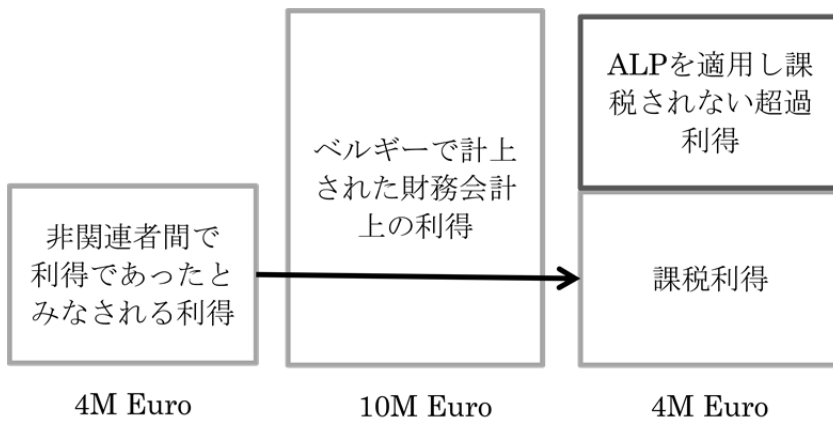 非関連者間で
利得であったと
みなされる利得
4M Euro
ベルギーで計上
された財務会計
上の利得
10M Euro
ALPを適用し課
税されない超過
利得
課税利得
4M Euro